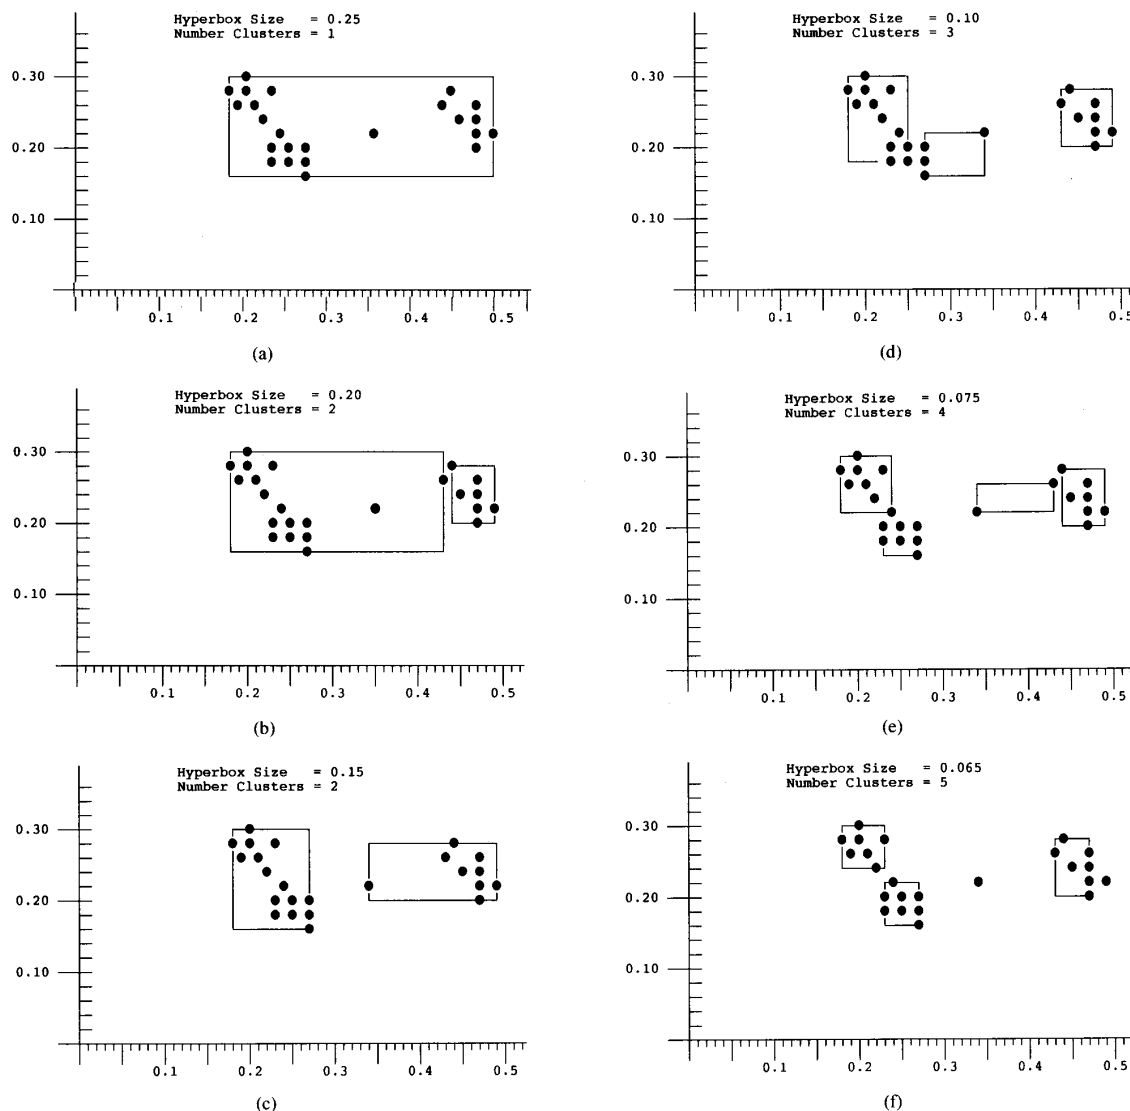 Hyperbox Size = 0.25
Number Clusters = 1
0.30
0.20
0.10
0.1 0.2 0.3 0.4 0.5
(a)
Hyperbox Size = 0.20
Number Clusters = 2
0.30
0.20
0.10
0.1 0.2 0.3 0.4 0.5
(b)
Hyperbox Size = 0.15
Number Clusters = 2
0.30
0.20
0.10
0.1 0.2 0.3 0.4 0.5
(c)
Hyperbox Size = 0.10
Number Clusters = 3
0.30
0.20
0.10
0.1 0.2 0.3 0.4 0.5
(d)
Hyperbox Size = 0.075
Number Clusters = 4
0.30
0.20
0.10
0.1 0.2 0.3 0.4 0.5
(e)
Hyperbox Size = 0.065
Number Clusters = 5
0.30
0.20
0.10
0.1 0.2 0.3 0.4 0.5
(f)